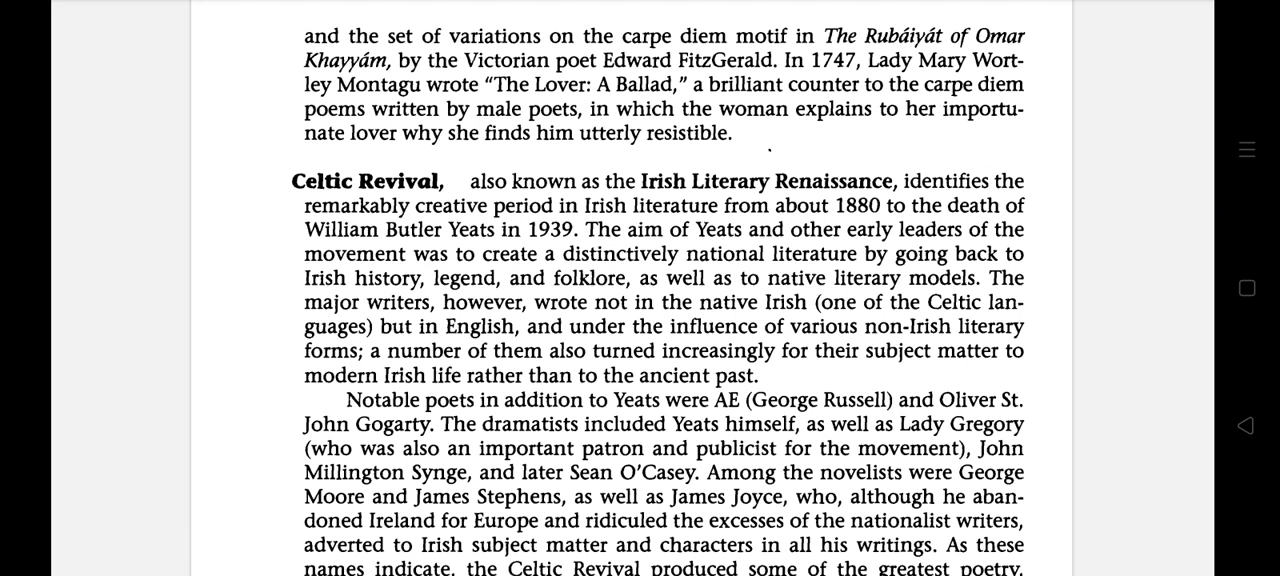 and the set of variations on the carpe diem motif in The Rubáiyát of Omar
Khayyám, by the Victorian poet Edward FitzGerald. In 1747, Lady Mary Wort-
ley Montagu wrote “The Lover: A Ballad,” a brilliant counter to the carpe diem
poems written by male poets, in which the woman explains to her importu-
nate lover why she finds him utterly resistible.
Celtic Revival, also known as the Irish Literary Renaissance, identifies the
remarkably creative period in Irish literature from about 1880 to the death of
William Butler Yeats in 1939. The aim of Yeats and other early leaders of the
movement was to create a distinctively national literature by going back to
Irish history, legend, and folklore, as well as to native literary models. The
major writers, however, wrote not in the native Irish (one of the Celtic lan-
guages) but in English, and under the influence of various non-Irish literary
forms; a number of them also turned increasingly for their subject matter to
modern Irish life rather than to the ancient past.
Notable poets in addition to Yeats were AE (George Russell) and Oliver St.
John Gogarty. The dramatists included Yeats himself, as well as Lady Gregory
(who was also an important patron and publicist for the movement), John
Millington Synge, and later Sean O’Casey. Among the novelists were George
Moore and James Stephens, as well as James Joyce, who, although he aban-
doned Ireland for Europe and ridiculed the excesses of the nationalist writers,
adverted to Irish subject matter and characters in all his writings. As these
names indicate, the Celtic Revival produced some of the greatest poetry,